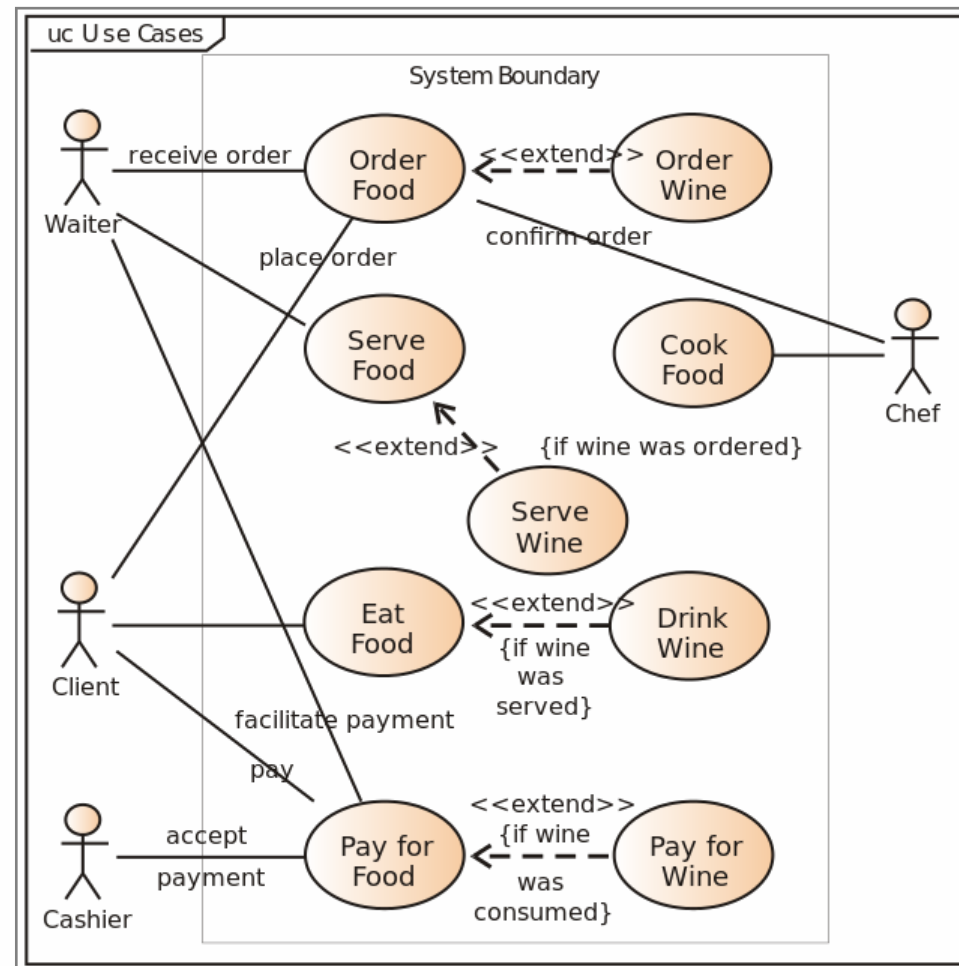 uc Use Cases
System Boundary
receive order
Order
Food
<<extend>>
Order
Wine
Waiter
place order
confirm order
Serve
Food
Cook
Food
Chef
<<extend>>
{if wine was ordered}
Serve
Wine
Client
Eat
Food
<<extend>>
{if wine
was
served}
Drink
Wine
facilitate payment
pay
Cashier
accept
payment
Pay for
Food
<<extend>>
{if wine
was
consumed}
Pay for
Wine